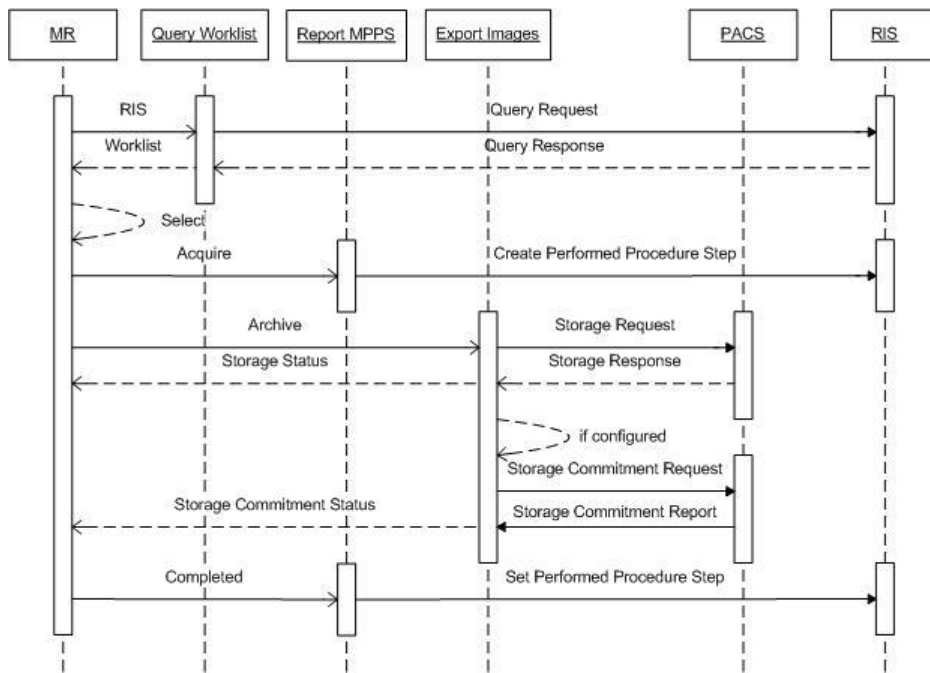 MR
Query Worklist
Report MPPS
Export Images
PACS
RIS
RIS
Query Request
Worklist
Query Response
Select
Acquire
Create Performed Procedure Step
Archive
Storage Request
Storage Status
Storage Response
if configured
Storage Commitment Request
Storage Commitment Status
Storage Commitment Report
Completed
Set Performed Procedure Step